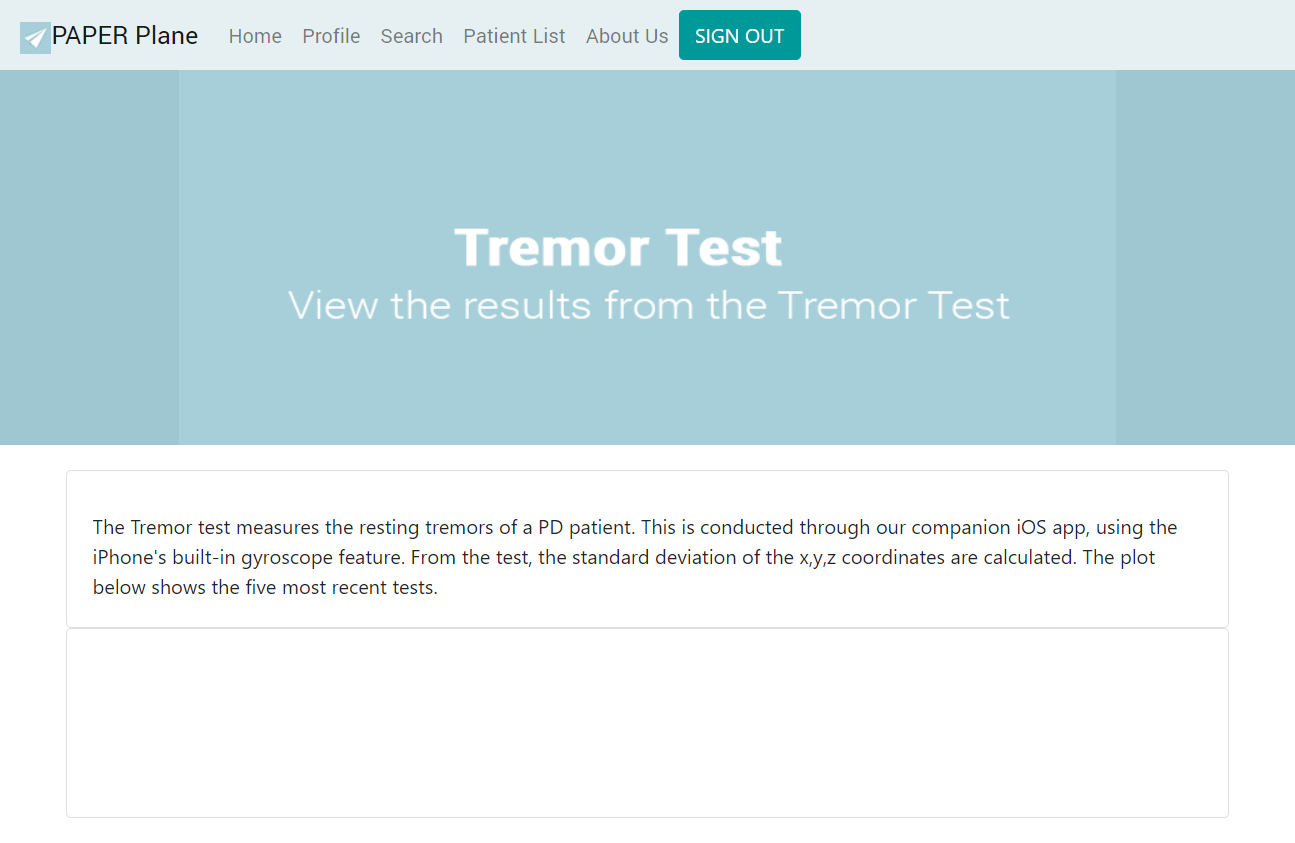 PAPER Plane Home Profile Search Patient List About Us SIGN OUT
Tremor Test
View the results from the Tremor Test
The Tremor test measures the resting tremors of a PD patient. This is conducted through our companion iOS app, using the
iPhone's built-in gyroscope feature. From the test, the standard deviation of the x,y,z coordinates are calculated. The plot
below shows the five most recent tests.